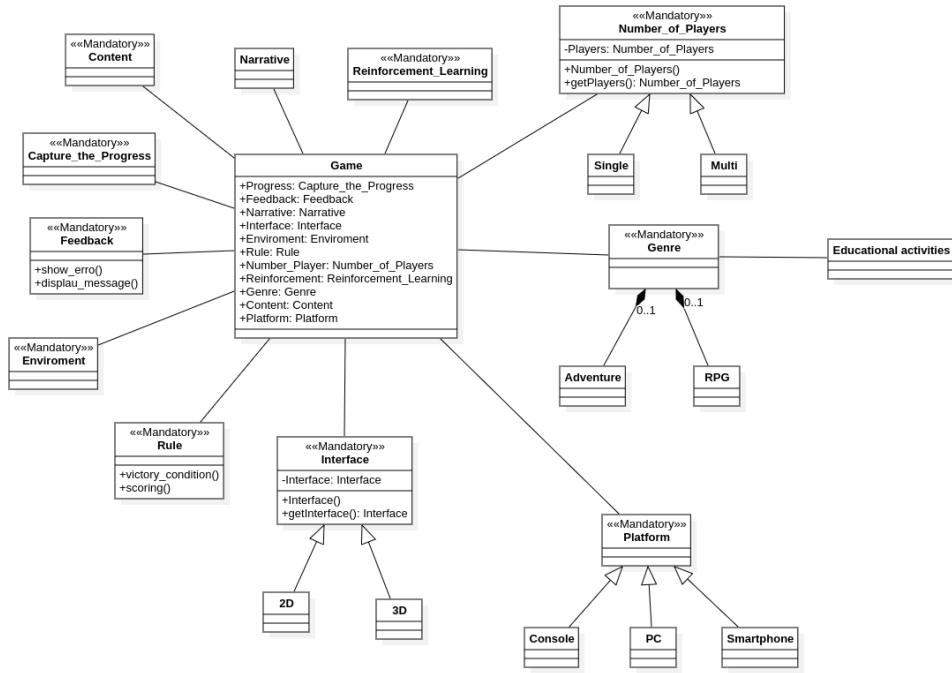 ««Mandatory»»
Number_of_Players
-Players: Number_of_Players
+Number_of_Players()
+getPlayers(): Number_of_Players
««Mandatory»»
Content
Narrative
««Mandatory»»
Reinforcement_Learning
««Mandatory»»
Capture_the_Progress
Single
Multi
Game
+Progress: Capture_the_Progress
+Feedback: Feedback
+Narrative: Narrative
+Interface: Interface
+Enviroment: Enviroment
+Rule: Rule
+Number_Player: Number_of_Players
+Reinforcement: Reinforcement_Learning
+Genre: Genre
+Content: Content
+Platform: Platform
««Mandatory»»
Feedback
+show_erro()
+displau_message()
««Mandatory»»
Genre
Educational activities
0..1
0..1
««Mandatory»»
Enviroment
Adventure
RPG
««Mandatory»»
Rule
+victory_condition()
+scoring()
««Mandatory»»
Interface
-Interface: Interface
+Interface()
+getInterface(): Interface
««Mandatory»»
Platform
2D
3D
Console
PC
Smartphone